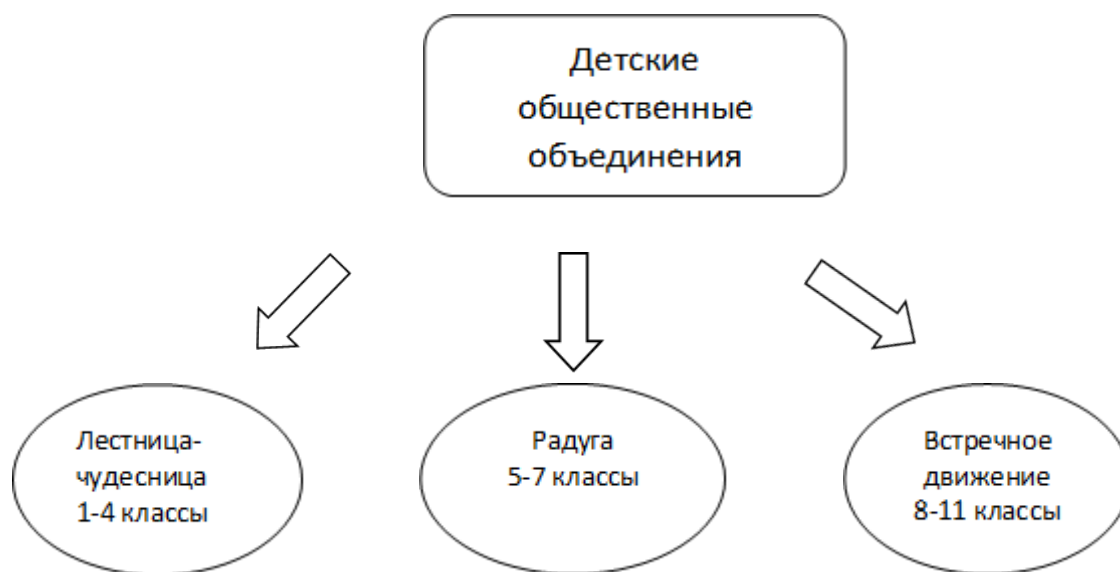 Детские
общественные
объединения
Лестница-
чудесница
1-4 классы
Радуга
5-7 классы
Встречное
движение
8-11 классы